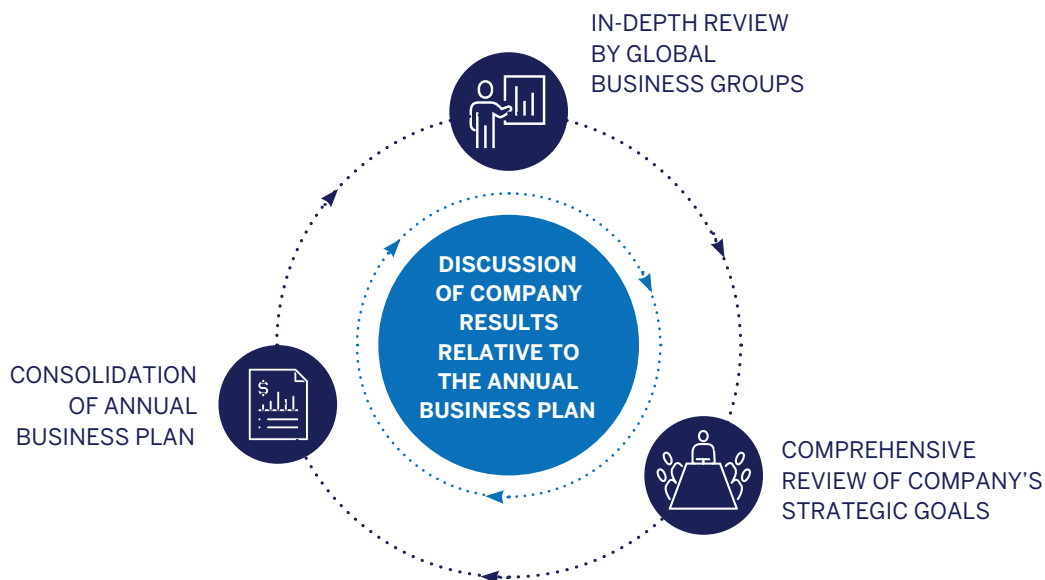 IN-DEPTH REVIEW
BY GLOBAL
BUSINESS GROUPS
DISCUSSION
OF COMPANY
RESULTS
RELATIVE TO
THE ANNUAL
BUSINESS PLAN
CONSOLIDATION
OF ANNUAL
BUSINESS PLAN
$
COMPREHENSIVE
REVIEW OF COMPANY'S
STRATEGIC GOALS